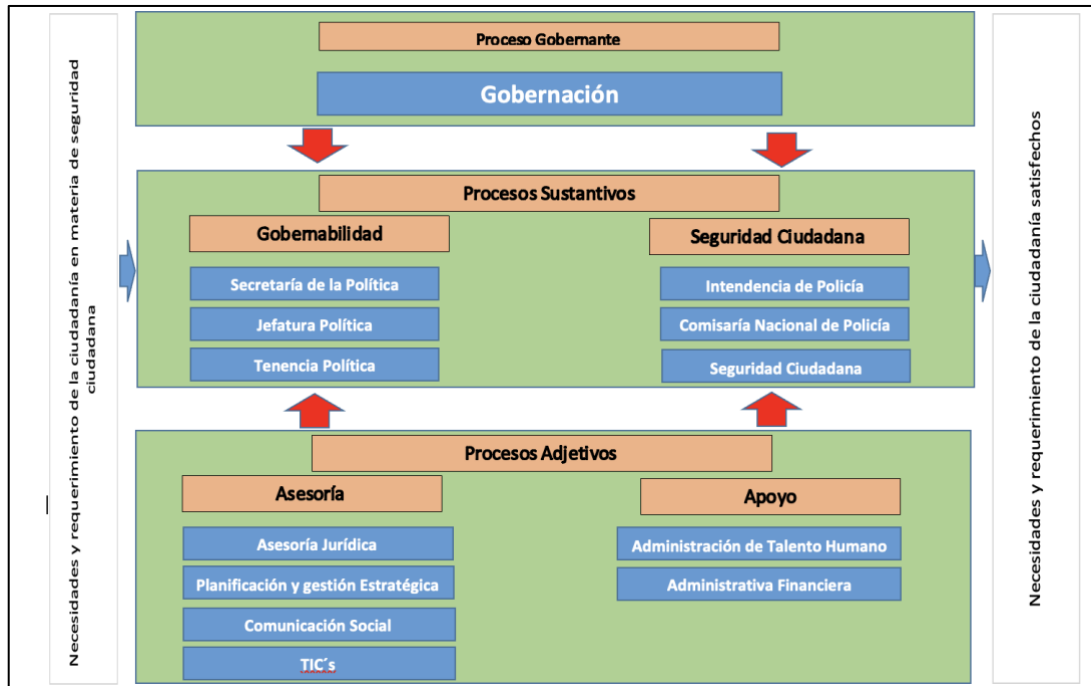 Necesidades y requerimiento de la ciudadanía en materia de seguridad
ciudadana
Proceso Gobernante
Gobernación
Procesos Sustantivos
Gobernabilidad
Secretaría de la Política
Jefatura Política
Tenencia Política
Seguridad Ciudadana
Intendencia de Policía
Comisaría Nacional de Policía
Seguridad Ciudadana
Procesos Adjetivos
Asesoría
Asesoría Jurídica
Planificación y gestión Estratégica
Comunicación Social
TIC´s
Apoyo
Administración de Talento Humano
Administrativa Financiera
Necesidades y requerimiento de la ciudadanía satisfechos